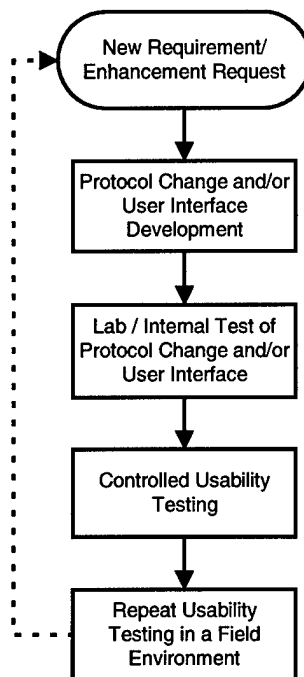 New Requirement/
Enhancement Request
Protocol Change and/or
User Interface
Development
Lab / Internal Test of
Protocol Change and/or
User Interface
Controlled Usability
Testing
Repeat Usability
Testing in a Field
Environment